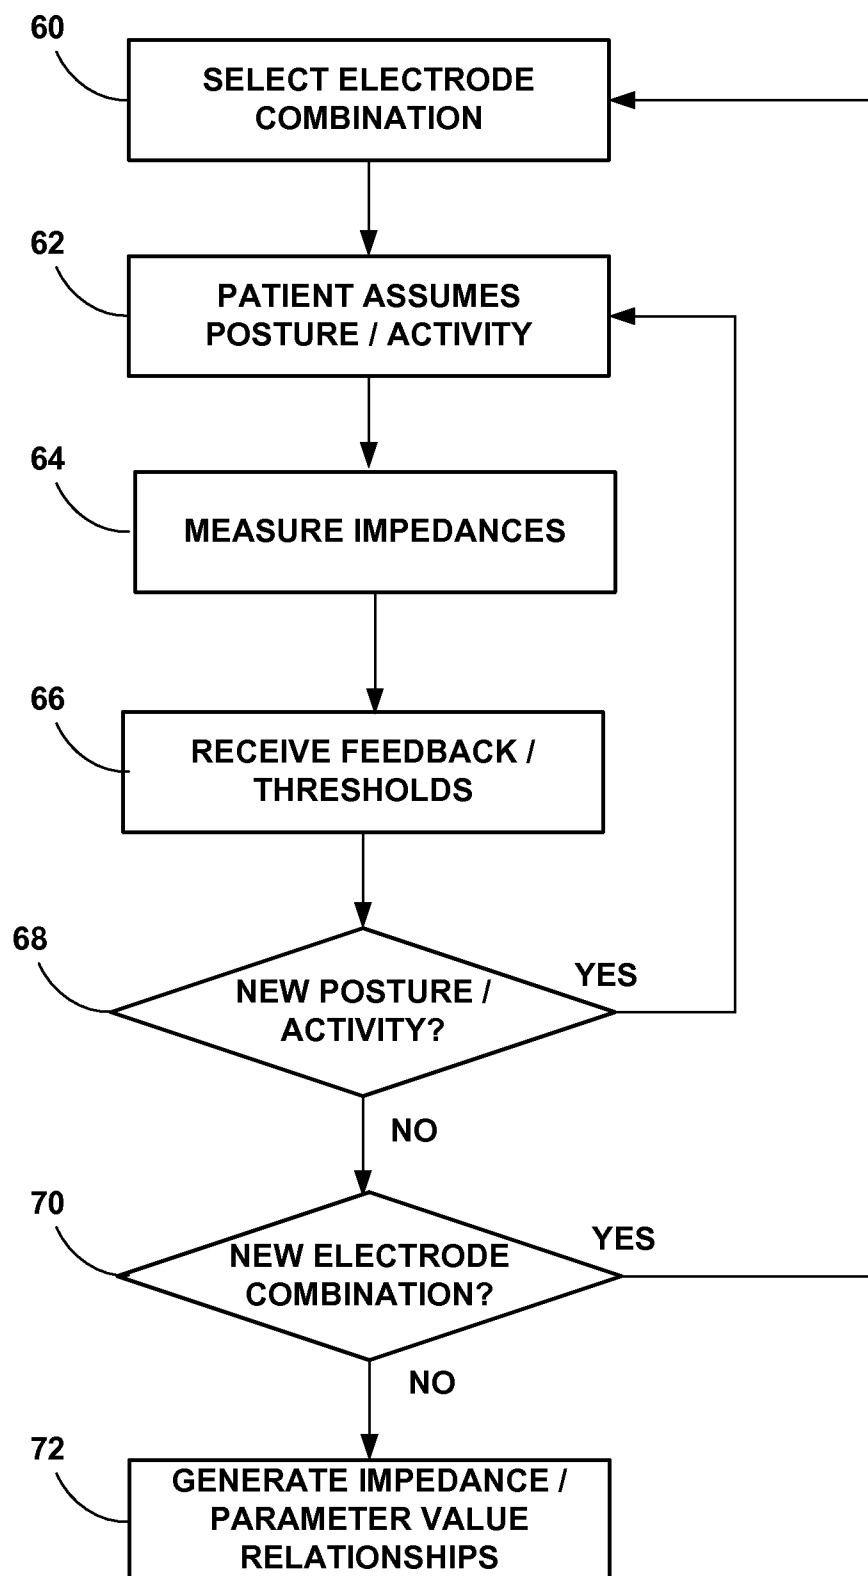 60
SELECT ELECTRODE
COMBINATION
62
PATIENT ASSUMES
POSTURE / ACTIVITY
64
MEASURE IMPEDANCES
66
RECEIVE FEEDBACK /
THRESHOLDS
68
NEW POSTURE /
ACTIVITY?
YES
NO
70
NEW ELECTRODE
COMBINATION?
YES
NO
72
GENERATE IMPEDANCE /
PARAMETER VALUE
RELATIONSHIPS